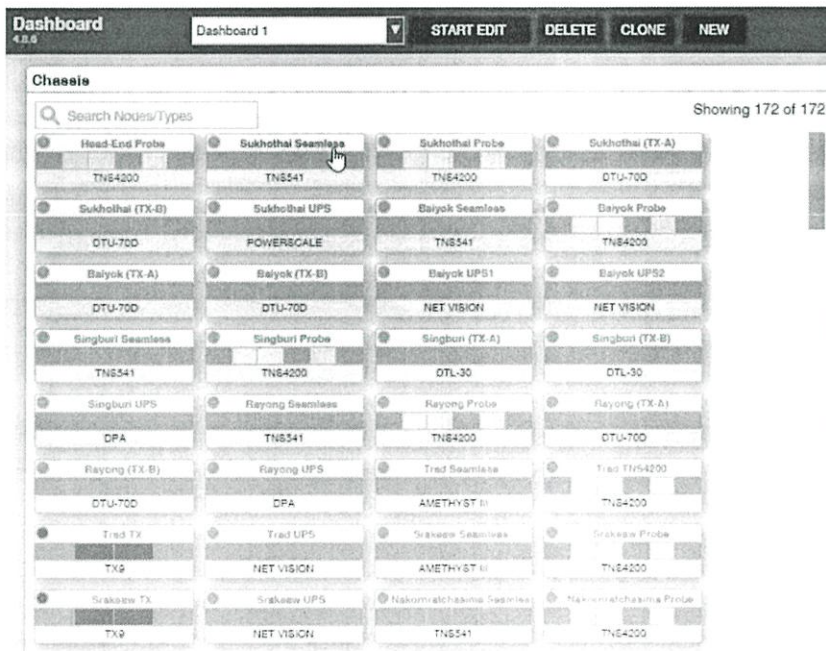 Dashboard
4.8.6
Dashboard 1
START EDIT
DELETE
CLONE
NEW
Chassis
Search Nodes/Types
Showing 172 of 172
Head-End Probe
TNS4200
Sukhothai Seamless
TNS541
Sukhothai Probe
TNS4200
Sukhothai (TX-A)
DTU-70D
Sukhothai (TX-B)
DTU-70D
Sukhothai UPS
POWERSCALE
Baiyok Seamless
TNS541
Baiyok Probe
TNS4200
Baiyok (TX-A)
DTU-70D
Baiyok (TX-B)
DTU-70D
Baiyok UPS1
NET VISION
Baiyok UPS2
NET VISION
Singburi Seamless
TNS541
Singburi Probe
TNS4200
Singburi (TX-A)
DTL-30
Singburi (TX-B)
DTL-30
Singburi UPS
DPA
Rayong Seamless
TNS541
Rayong Probe
TNS4200
Rayong (TX-A)
DTU-70D
Rayong (TX-B)
DTU-70D
Rayong UPS
DPA
Trad Seamless
AMETHYST III
Trad TNS4200
TNS4200
Trad TX
TX9
Trad UPS
NET VISION
Srakaew Seamless
AMETHYST III
Srakaew Probe
TNS4200
Srakaew TX
TX9
Srakaew UPS
NET VISION
Nakornratchasima Seamless
TNS541
Nakornratchasima Probe
TNS4200